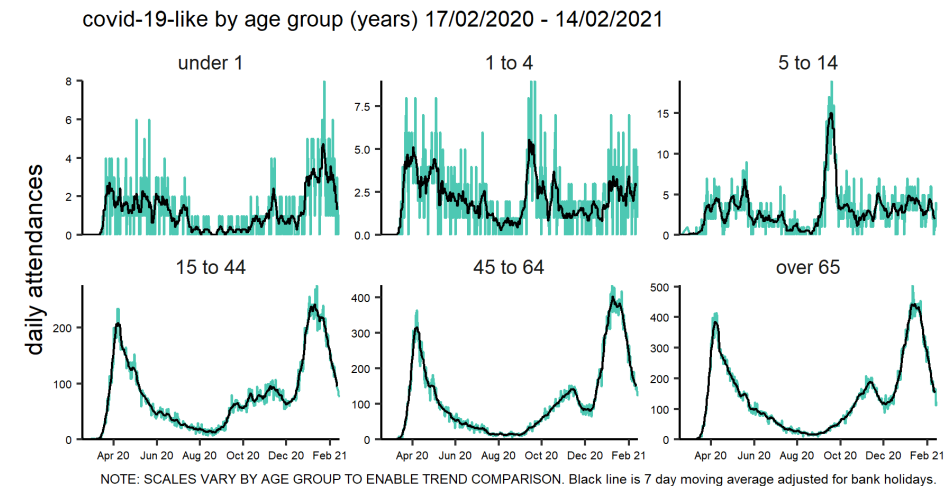 covid-19-like by age group (years) 17/02/2020 - 14/02/2021
under 1
1 to 4
5 to 14
8
6
4
2
0
7.5
5.0
2.5
0.0
15
10
5
0
daily attendances
15 to 44
45 to 64
over 65
200
100
0
400
300
200
100
0
500
400
300
200
100
0
Apr 20 Jun 20 Aug 20 Oct 20 Dec 20 Feb 21
Apr 20 Jun 20 Aug 20 Oct 20 Dec 20 Feb 21
Apr 20 Jun 20 Aug 20 Oct 20 Dec 20 Feb 21
NOTE: SCALES VARY BY AGE GROUP TO ENABLE TREND COMPARISON. Black line is 7 day moving average adjusted for bank holidays.